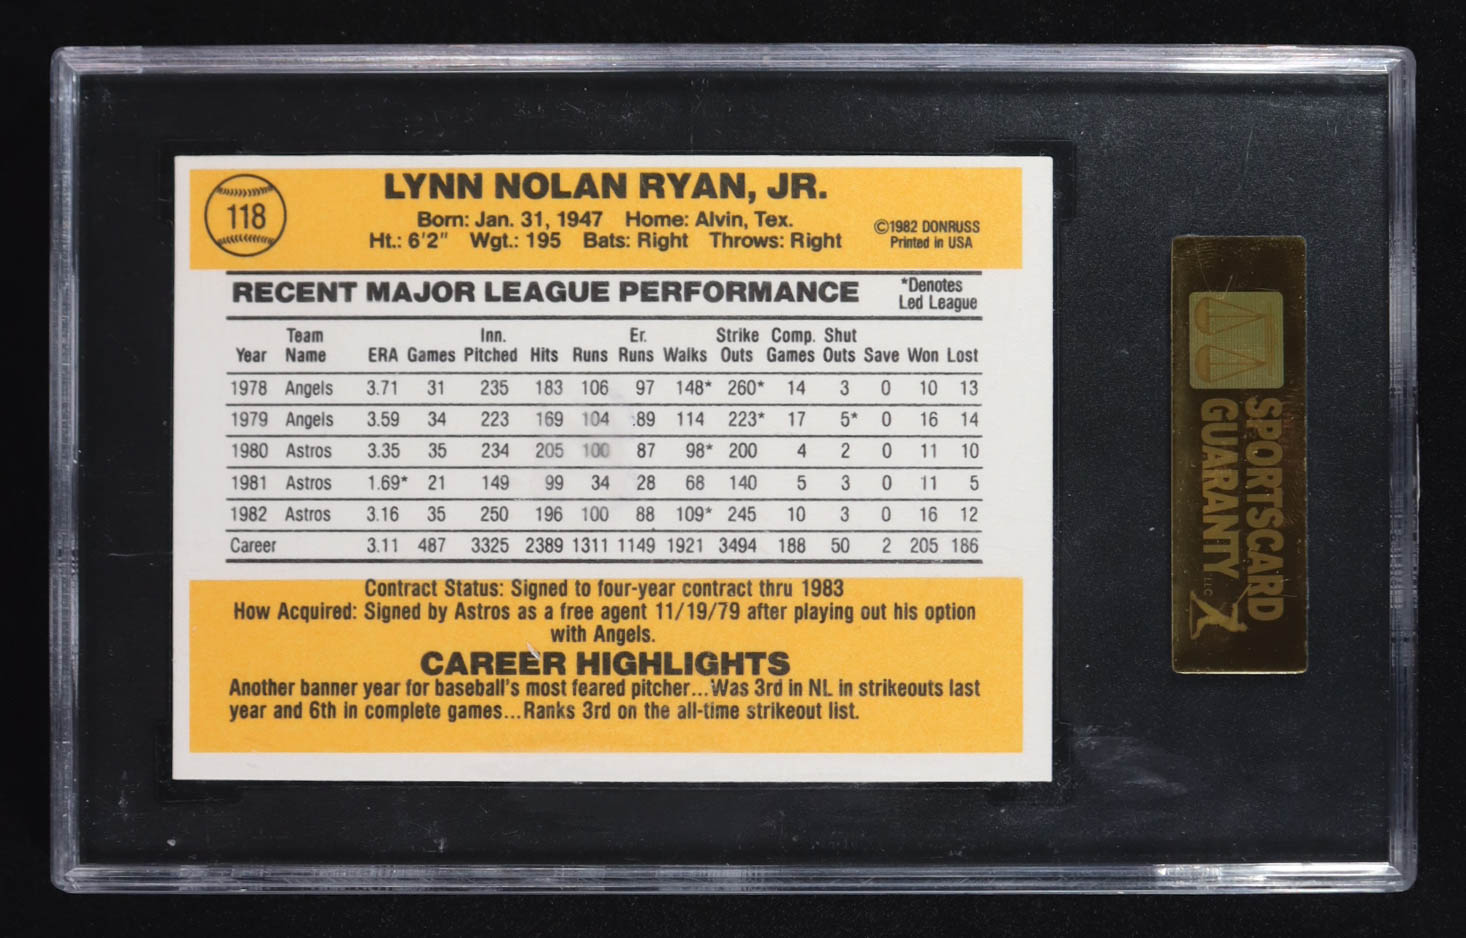 118
LYNN NOLAN RYAN, JR.
Born: Jan. 31, 1947 Home: Alvin, Tex.
Ht.: 6'2" Wgt.: 195 Bats: Right Throws: Right
©1982 DONRUSS
Printed in USA
RECENT MAJOR LEAGUE PERFORMANCE
*Denotes
Led League
Team Inn. Er. Strike Comp. Shut
Year Name ERA Games Pitched Hits Runs Runs Walks Outs Games Outs Save Won Lost
1978 Angels 3.71 31 235 183 106 97 148* 260* 14 3 0 10 13
1979 Angels 3.59 34 223 169 104 89 114 223* 17 5* 0 16 14
1980 Astros 3.35 35 234 205 100 87 98* 200 4 2 0 11 10
1981 Astros 1.69* 21 149 99 34 28 68 140 5 3 0 11 5
1982 Astros 3.16 35 250 196 100 88 109* 245 10 3 0 16 12
Career 3.11 487 3325 2389 1311 1149 1921 3494 188 50 2 205 186
Contract Status: Signed to four-year contract thru 1983
How Acquired: Signed by Astros as a free agent 11/19/79 after playing out his option
with Angels.
CAREER HIGHLIGHTS
Another banner year for baseball's most feared pitcher...Was 3rd in NL in strikeouts last
year and 6th in complete games...Ranks 3rd on the all-time strikeout list.
SPORTSCARD
GUARANTY LLC